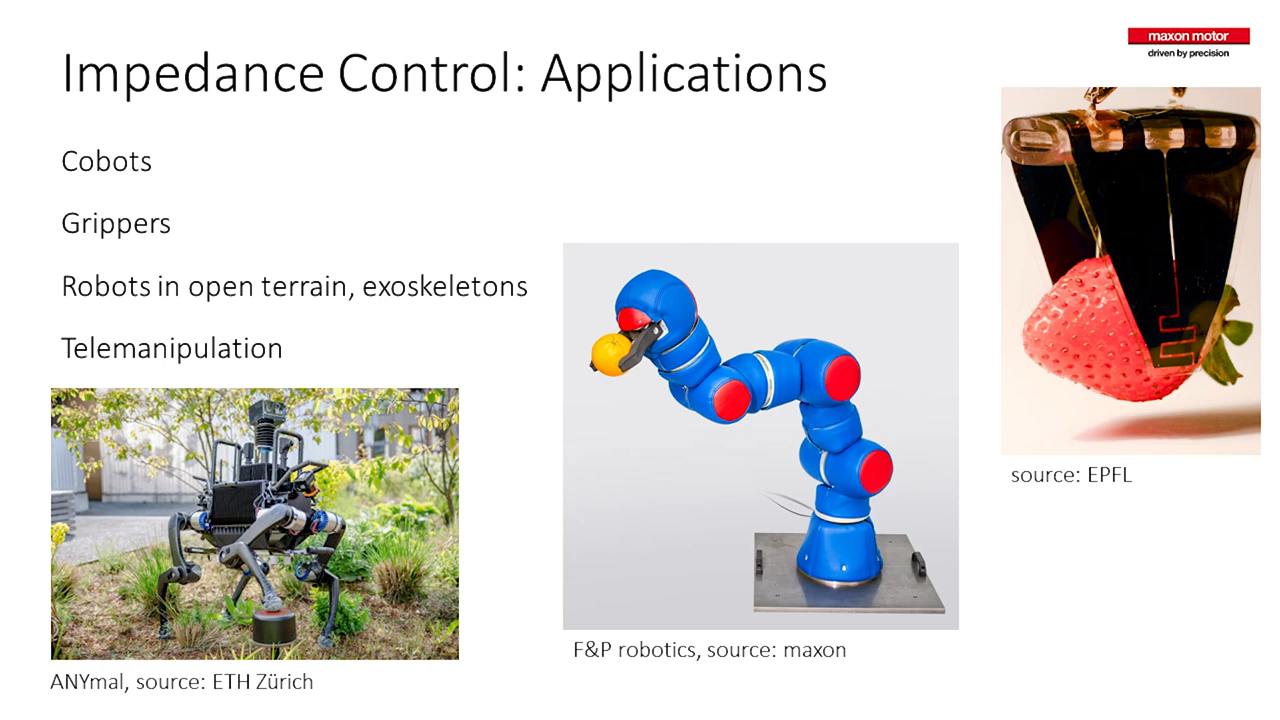 Impedance Control: Applications
maxon motor
driven by precision
Cobots
Grippers
Robots in open terrain, exoskeletons
Telemanipulation
source: EPFL
F&P robotics, source: maxon
ANYmal, source: ETH Zürich